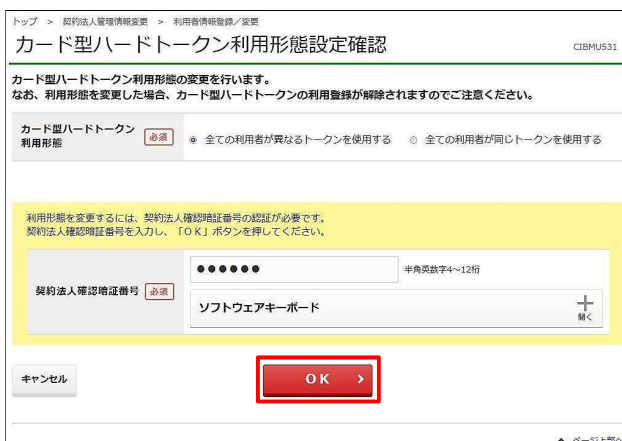 トップ > 契約法人管理情報変更 > 利用者情報登録/変更
カード型ハードトークン利用形態設定確認
CIBMU531
カード型ハードトークン利用形態の変更を行います。
なお、利用形態を変更した場合、カード型ハードトークンの利用登録が解除されますのでご注意ください。
カード型ハードトークン
利用形態
必須
全ての利用者が異なるトークンを使用する
全ての利用者が同じトークンを使用する
利用形態を変更するには、契約法人確認暗証番号の認証が必要です。
契約法人確認暗証番号を入力し、「OK」ボタンを押してください。
契約法人確認暗証番号 必須
●●●●●●
半角英数字4~12桁
ソフトウェアキーボード
開く
キャンセル
OK